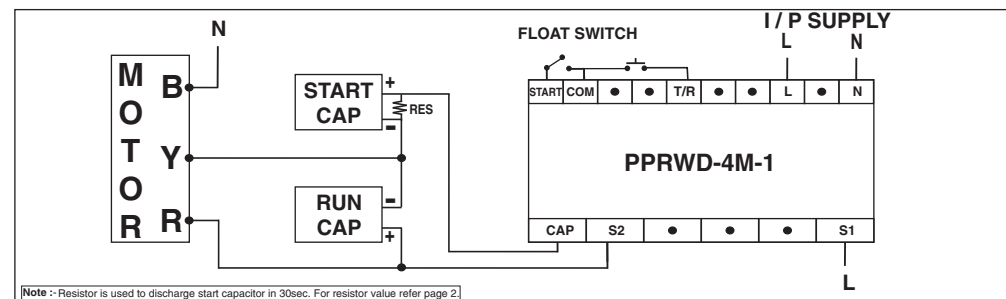 N
I / P SUPPLY
FLOAT SWITCH
L N
MOTOR
B
Y
R
START
CAP
+
-
RES
RUN
CAP
-
+
START COM • • T/R • • L • N
PPRWD-4M-1
CAP S2 • • • S1
L
Note :- Resistor is used to discharge start capacitor in 30sec. For resistor value refer page 2.